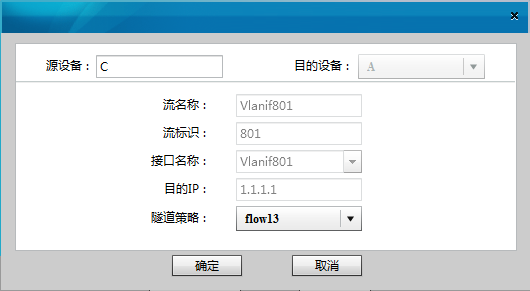 源设备： C 目的设备： A
流名称： Vlanif801
流标识： 801
接口名称： Vlanif801
目的IP： 1.1.1.1
隧道策略： flow13
确定 取消